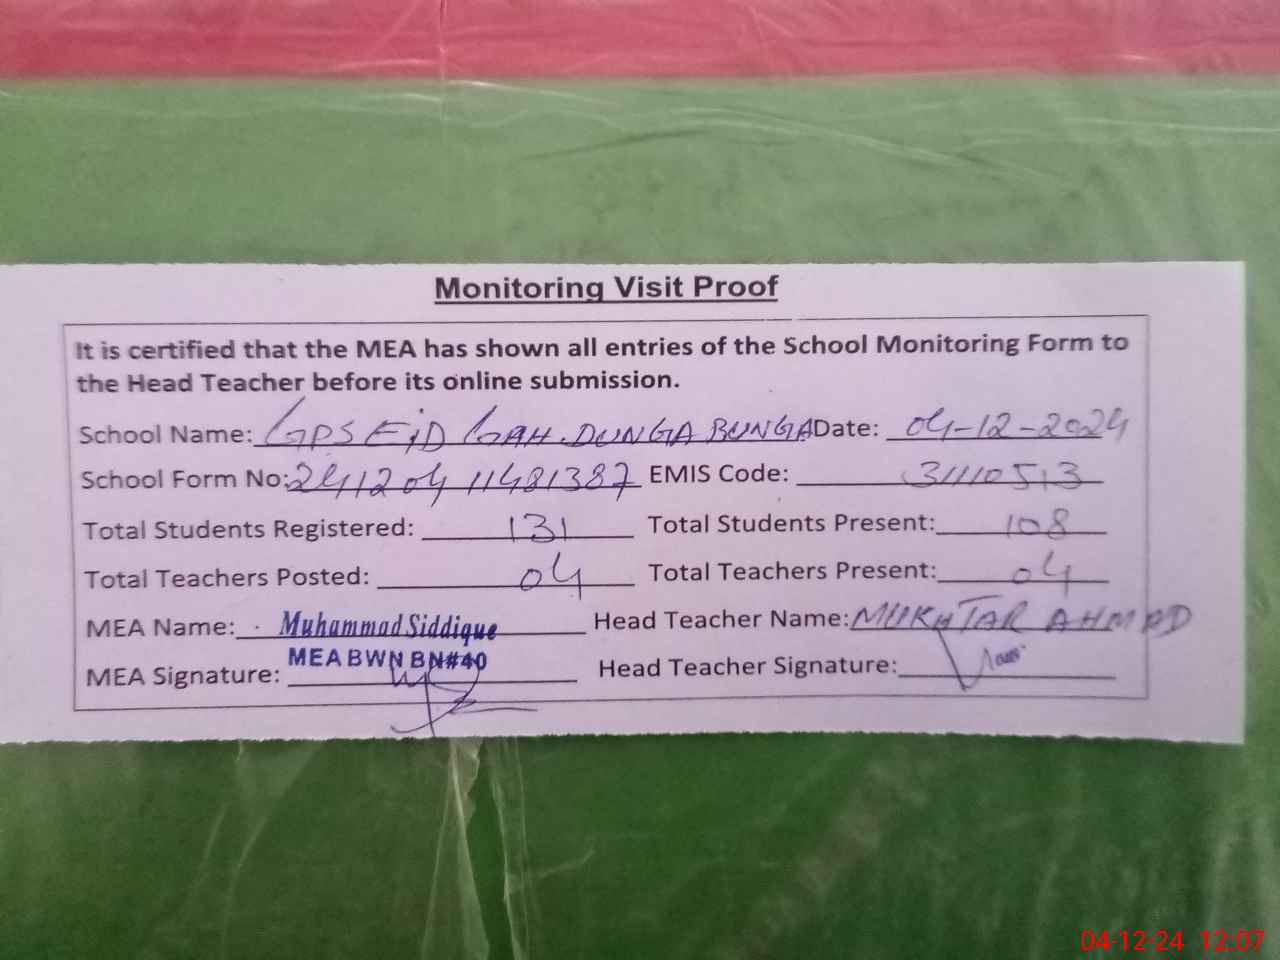 Monitoring Visit Proof
It is certified that the MEA has shown all entries of the School Monitoring Form to
the Head Teacher before its online submission.
School Name: GPS EiD GAH. DUNGA BUNGA Date: 04-12-2024
School Form No: 241204 11481387 EMIS Code: 31110513
Total Students Registered: 131 Total Students Present: 108
Total Teachers Posted: 04 Total Teachers Present: 04
MEA Name: Muhammad Siddique Head Teacher Name: MUKHTAR AHMAD
MEA BWN BN#40
MEA Signature: Head Teacher Signature:
04-12-24 12:07